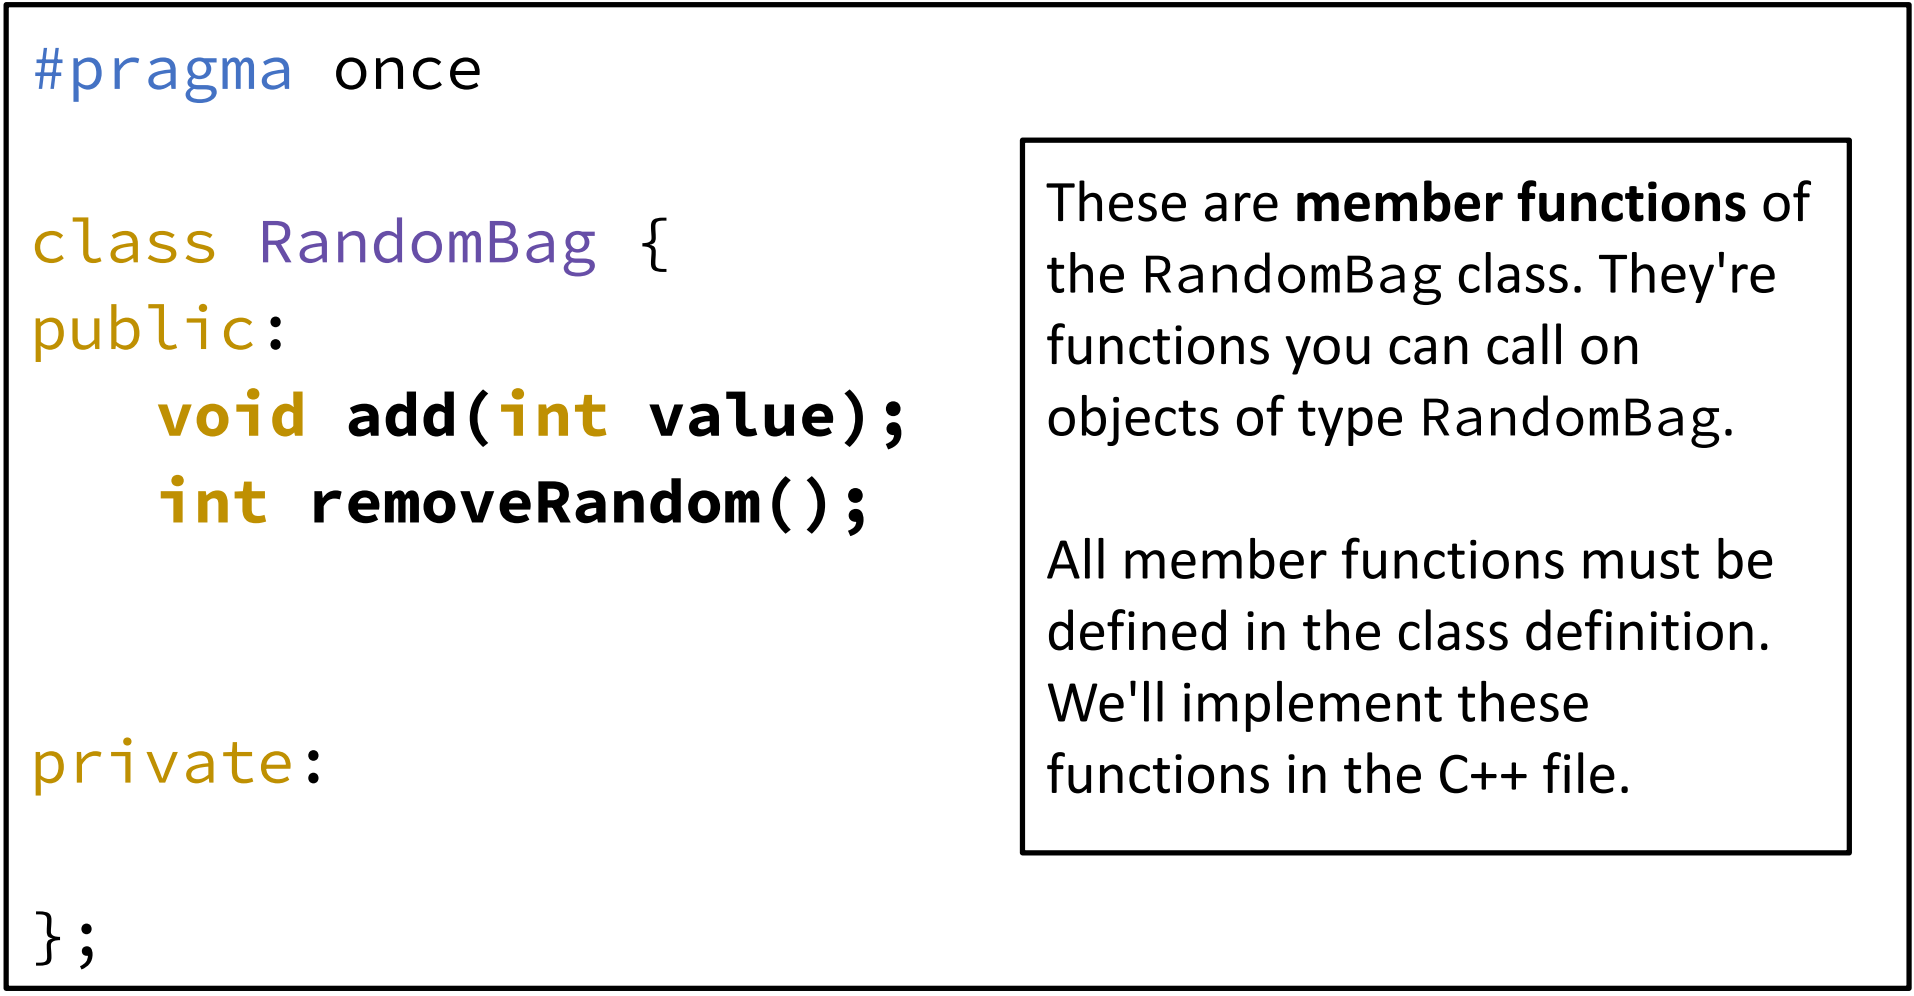 #pragma once
class RandomBag {
public:
void add(int value);
int removeRandom();
private:
};
These are member functions of
the RandomBag class. They're
functions you can call on
objects of type RandomBag.
All member functions must be
defined in the class definition.
We'll implement these
functions in the C++ file.